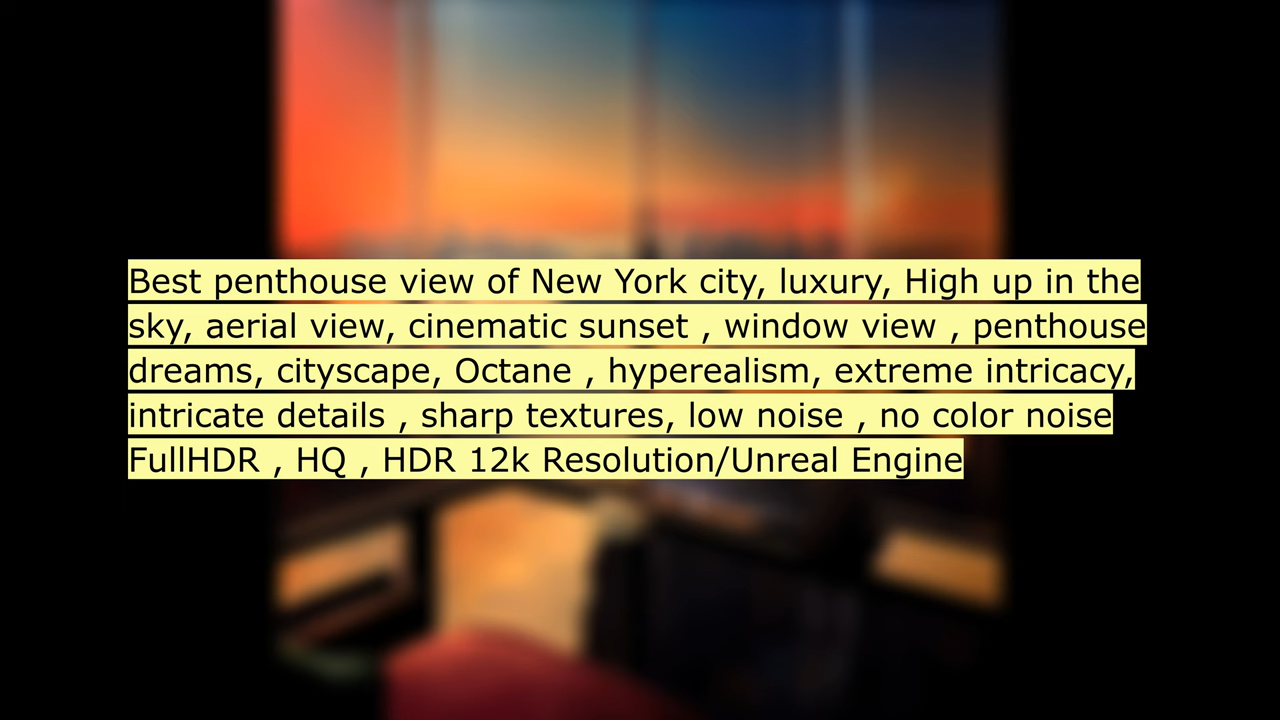 Best penthouse view of New York city, luxury, High up in the
sky, aerial view, cinematic sunset , window view , penthouse
dreams, cityscape, Octane , hyperealism, extreme intricacy,
intricate details , sharp textures, low noise , no color noise
FullHDR , HQ , HDR 12k Resolution/Unreal Engine